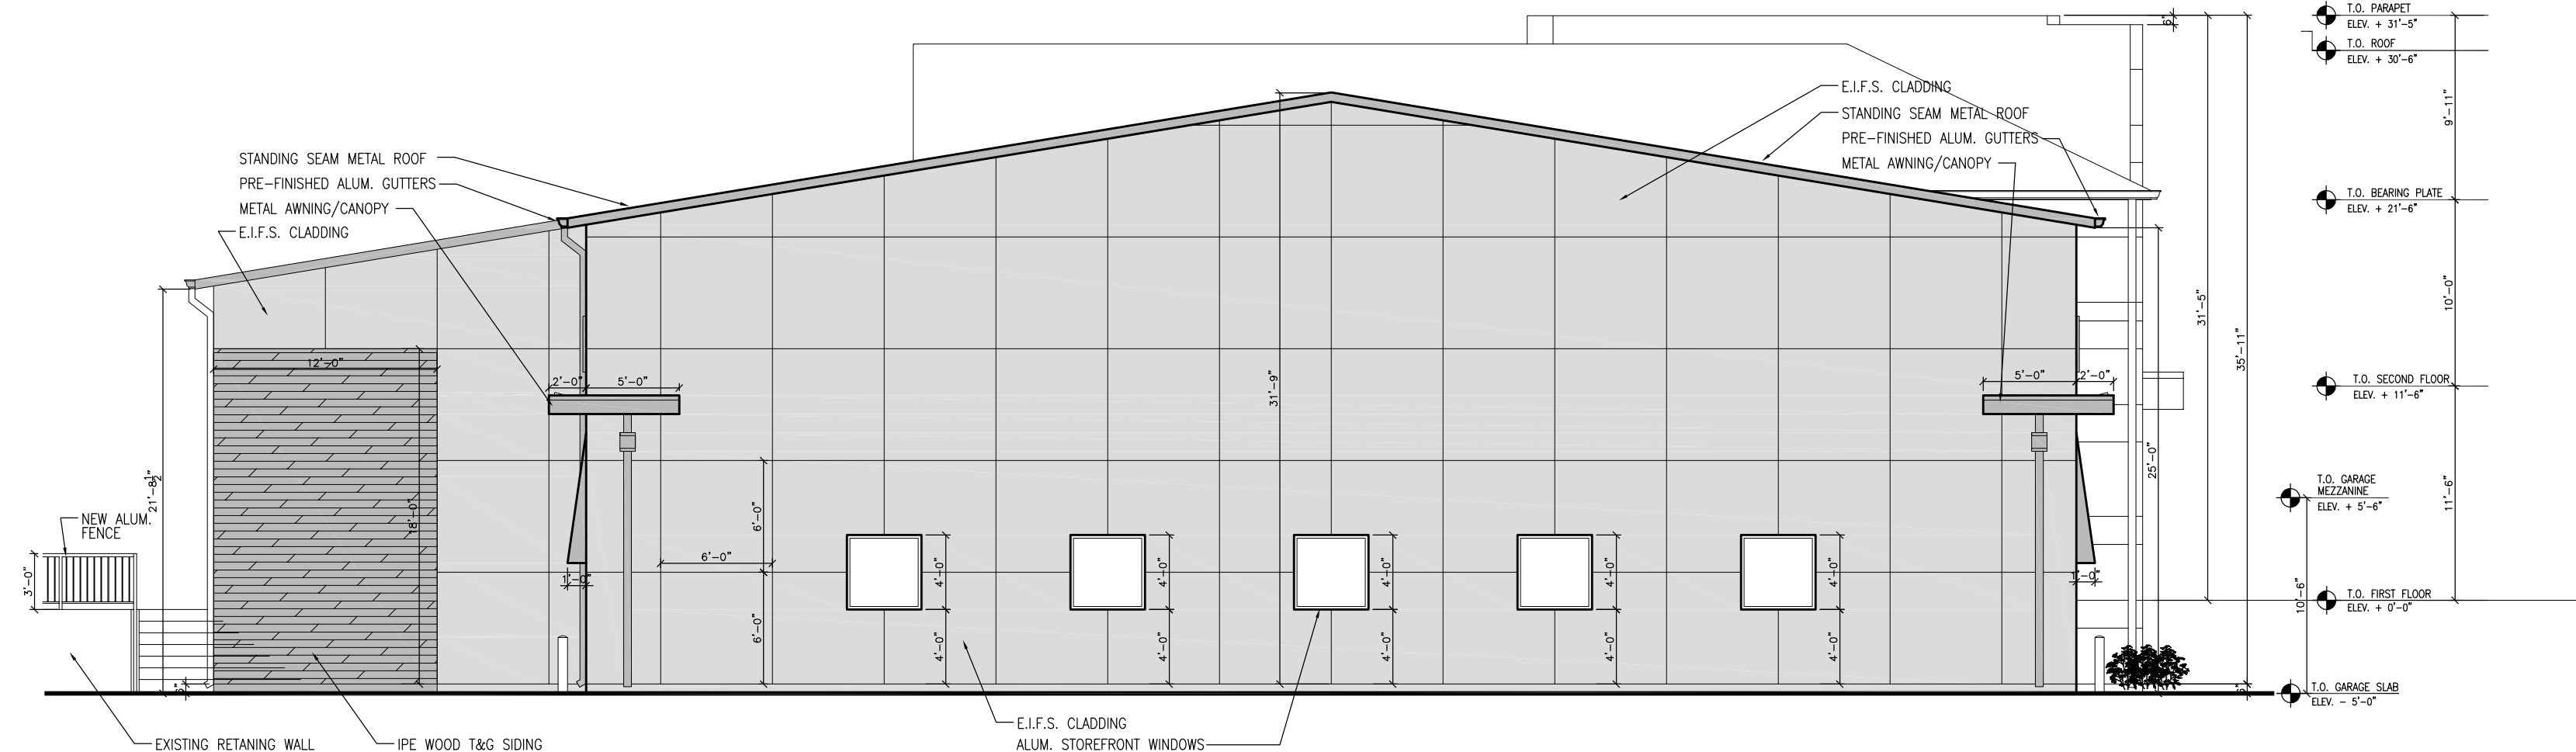 T.O. PARAPET
ELEV. + 31'-5"
T.O. ROOF
ELEV. + 30'-6"
6"
E.I.F.S. CLADDING
STANDING SEAM METAL ROOF
PRE-FINISHED ALUM. GUTTERS
METAL AWNING/CANOPY
9'-11"
STANDING SEAM METAL ROOF
PRE-FINISHED ALUM. GUTTERS
METAL AWNING/CANOPY
E.I.F.S. CLADDING
T.O. BEARING PLATE
ELEV. + 21'-6"
10'-0"
31'-5"
35'-11"
12'-0"
2'-0"
5'-0"
31'-9"
5'-0"
2'-0"
T.O. SECOND FLOOR
ELEV. + 11'-6"
25'-0"
21'-8 1/2"
18'-0"
6'-0"
T.O. GARAGE
MEZZANINE
ELEV. + 5'-6"
11'-6"
NEW ALUM.
FENCE
3'-0"
1'-0"
6'-0"
4'-0"
4'-0"
4'-0"
4'-0"
4'-0"
1'-0"
10'-6"
T.O. FIRST FLOOR
ELEV. + 0'-0"
6'-0"
4'-0"
4'-0"
4'-0"
4'-0"
4'-0"
6"
6"
T.O. GARAGE SLAB
ELEV. - 5'-0"
E.I.F.S. CLADDING
ALUM. STOREFRONT WINDOWS
EXISTING RETANING WALL
IPE WOOD T&G SIDING